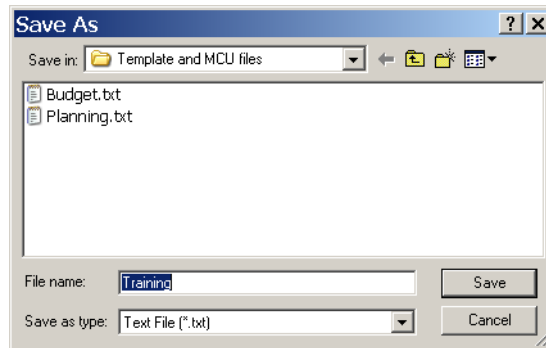 Save As
Save in: Template and MCU files
Budget.txt
Planning.txt
File name: Training Save
Save as type: Text File (*.txt) Cancel